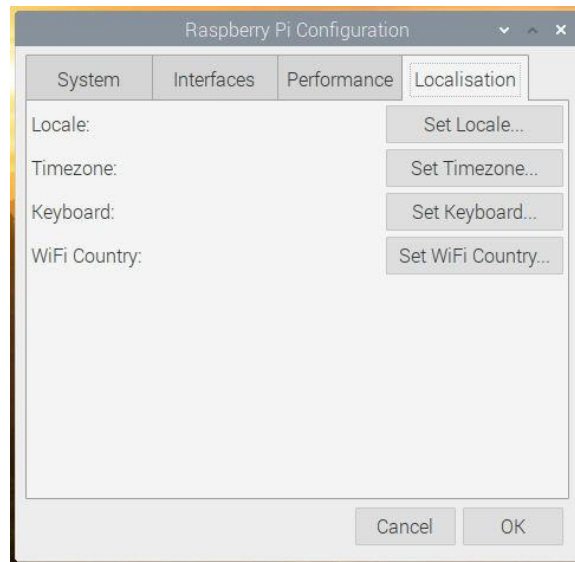 Raspberry Pi Configuration
System Interfaces Performance Localisation
Locale: Set Locale...
Timezone: Set Timezone...
Keyboard: Set Keyboard...
WiFi Country: Set WiFi Country...
Cancel OK